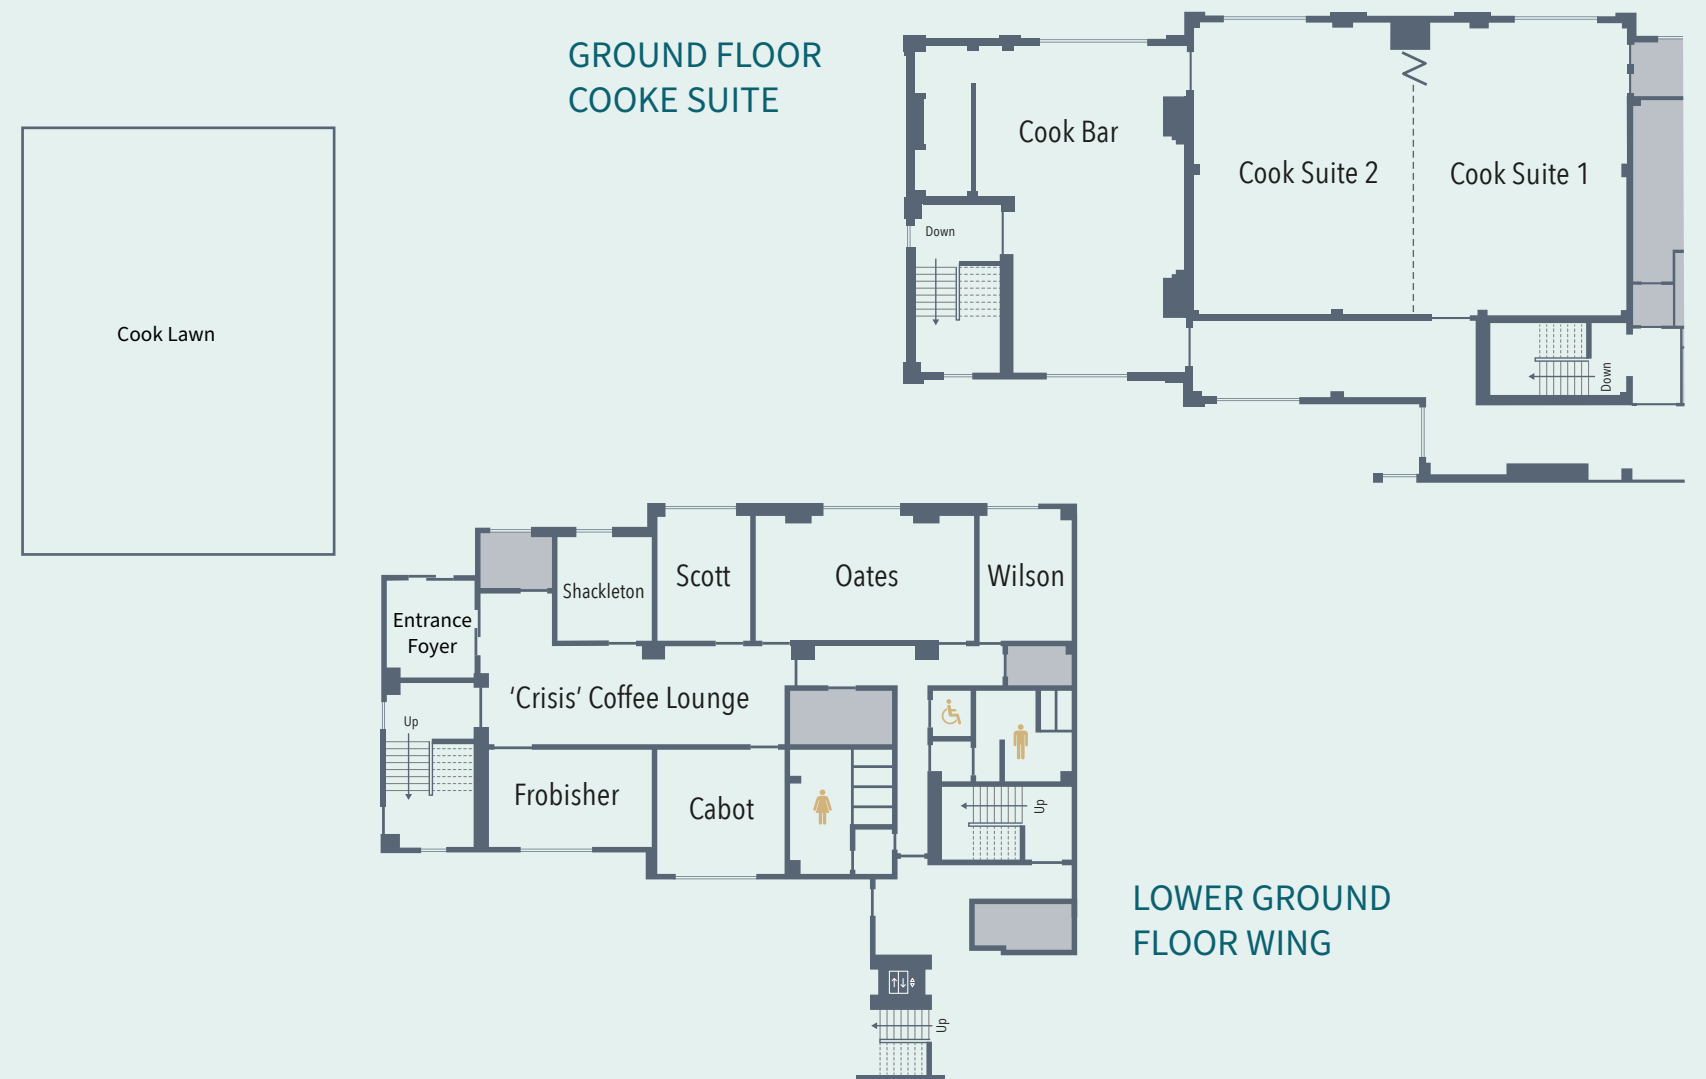 GROUND FLOOR
COOKE SUITE
Cook Bar
Cook Suite 2
Cook Suite 1
Down
Down
Cook Lawn
Scott
Oates
Wilson
Shackleton
Entrance
Foyer
'Crisis' Coffee Lounge
Up
Frobisher
Cabot
Up
LOWER GROUND
FLOOR WING
Up